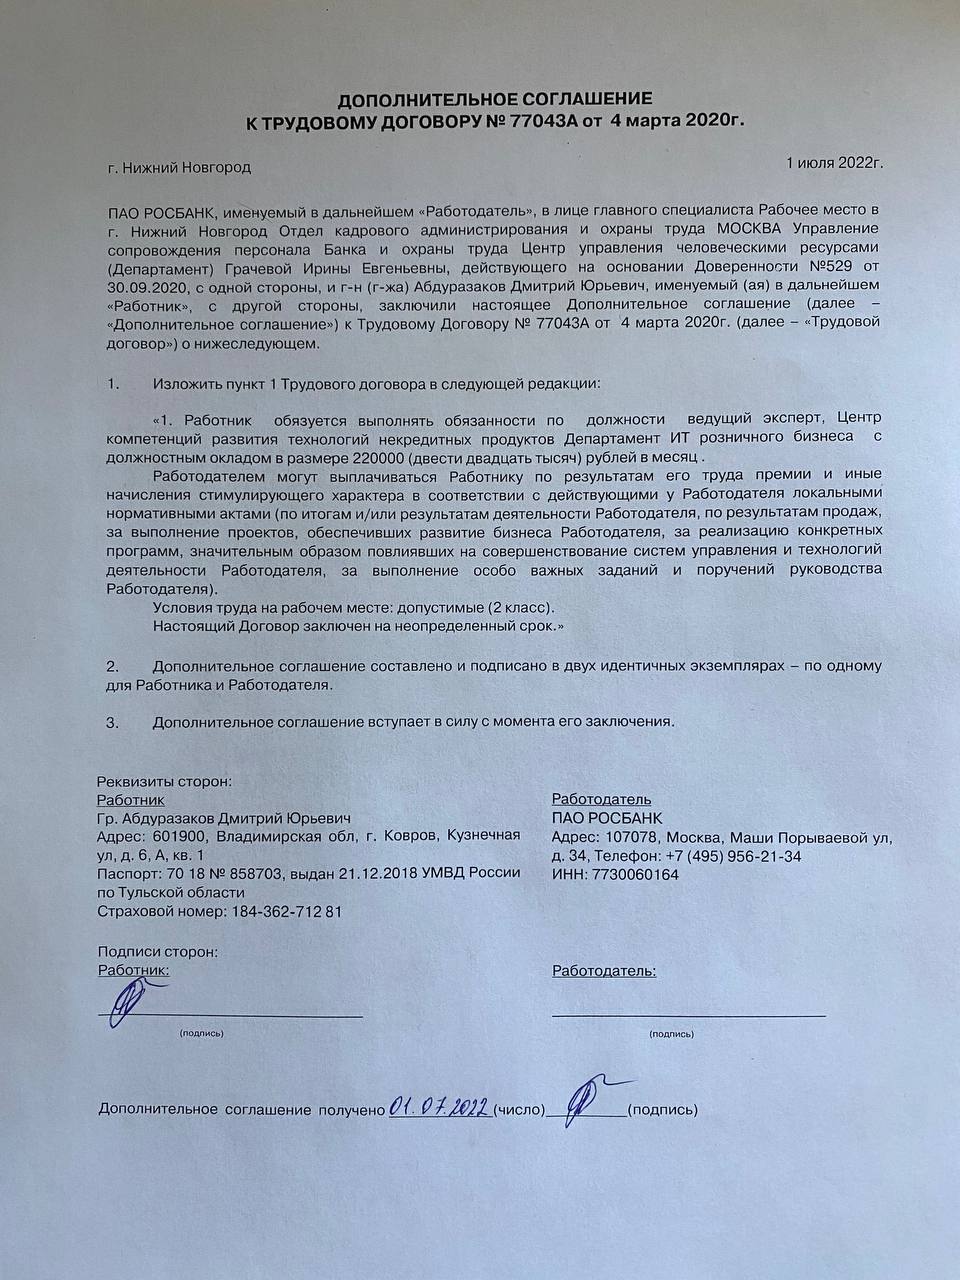 ДОПОЛНИТЕЛЬНОЕ СОГЛАШЕНИЕ
К ТРУДОВОМУ ДОГОВОРУ № 77043А от 4 марта 2020г.
г. Нижний Новгород
1 июля 2022г.
ПАО РОСБАНК, именуемый в дальнейшем «Работодатель», в лице главного специалиста Рабочее место в
г. Нижний Новгород Отдел кадрового администрирования и охраны труда МОСКВА Управление
сопровождения персонала Банка и охраны труда Центр управления человеческими ресурсами
(Департамент) Грачевой Ирины Евгеньевны, действующего на основании Доверенности №529 от
30.09.2020, с одной стороны, и г-н (г-жа) Абдуразаков Дмитрий Юрьевич, именуемый (ая) в дальнейшем
«Работник», с другой стороны, заключили настоящее Дополнительное соглашение (далее –
«Дополнительное соглашение») к Трудовому Договору № 77043А от 4 марта 2020г. (далее – «Трудовой
договор») о нижеследующем.
1. Изложить пункт 1 Трудового договора в следующей редакции:
«1. Работник обязуется выполнять обязанности по должности ведущий эксперт, Центр
компетенций развития технологий некредитных продуктов Департамент ИТ розничного бизнеса с
должностным окладом в размере 220000 (двести двадцать тысяч) рублей в месяц .
Работодателем могут выплачиваться Работнику по результатам его труда премии и иные
начисления стимулирующего характера в соответствии с действующими у Работодателя локальными
нормативными актами (по итогам и/или результатам деятельности Работодателя, по результатам продаж,
за выполнение проектов, обеспечивших развитие бизнеса Работодателя, за реализацию конкретных
программ, значительным образом повлиявших на совершенствование систем управления и технологий
деятельности Работодателя, за выполнение особо важных заданий и поручений руководства
Работодателя).
Условия труда на рабочем месте: допустимые (2 класс).
Настоящий Договор заключен на неопределенный срок.»
2. Дополнительное соглашение составлено и подписано в двух идентичных экземплярах – по одному
для Работника и Работодателя.
3. Дополнительное соглашение вступает в силу с момента его заключения.
Реквизиты сторон:
Работник
Гр. Абдуразаков Дмитрий Юрьевич
Адрес: 601900, Владимирская обл, г. Ковров, Кузнечная
ул, д. 6, А, кв. 1
Паспорт: 70 18 № 858703, выдан 21.12.2018 УМВД России
по Тульской области
Страховой номер: 184-362-712 81
Работодатель
ПАО РОСБАНК
Адрес: 107078, Москва, Маши Порываевой ул,
д. 34, Телефон: +7 (495) 956-21-34
ИНН: 7730060164
Подписи сторон:
Работник:
(подпись)
Работодатель:
(подпись)
Дополнительное соглашение получено 01.07.2022 (число) (подпись)